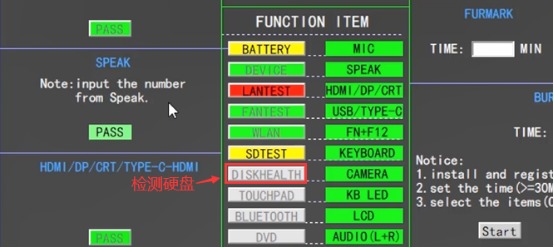 PASS
SPEAK
Note:input the number
from Speak.
PASS
HDMI/DP/CRT/TYPE-C-HDMI
检测硬盘
PASS
FUNCTION ITEM
BATTERY MIC
DEVICE SPEAK
LANTEST HDMI/DP/CRT
FANTEST USB/TYPE-C
WLAN FN+F12
SDTEST KEYBOARD
DISKHEALTH CAMERA
TOUCHPAD KB LED
BLUETOOTH LCD
DVD AUDIO(L+R)
FURMARK
TIME: MIN
BUR
TIME:
Notice:
1.install and regist
2.set the time(>=30M
3.select the items(C
Start